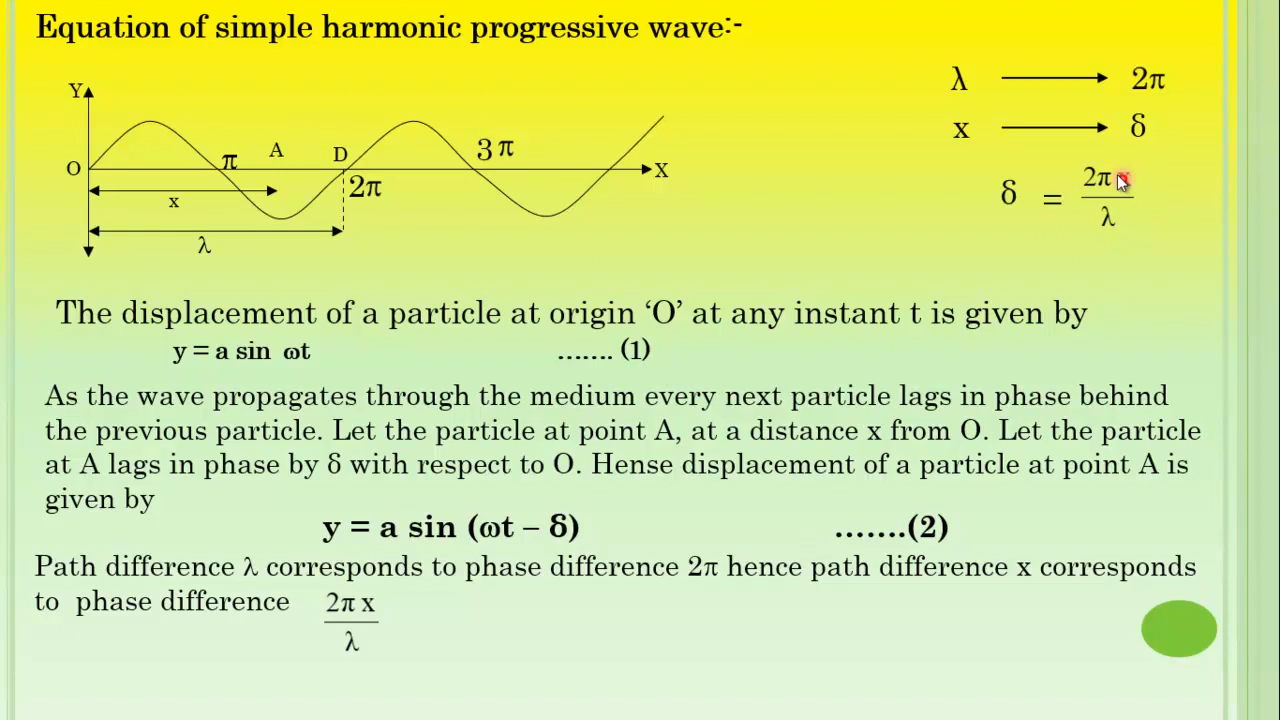 Equation of simple harmonic progressive wave:-
Y
λ → 2π
x → δ
A
D
3π
π
O
X
2π
x
λ
δ = 2π
λ
The displacement of a particle at origin ‘O’ at any instant t is given by
y = a sin ωt ……. (1)
As the wave propagates through the medium every next particle lags in phase behind
the previous particle. Let the particle at point A, at a distance x from O. Let the particle
at A lags in phase by δ with respect to O. Hense displacement of a particle at point A is
given by
y = a sin (ωt – δ) …….(2)
Path difference λ corresponds to phase difference 2π hence path difference x corresponds
to phase difference 2π x
λ